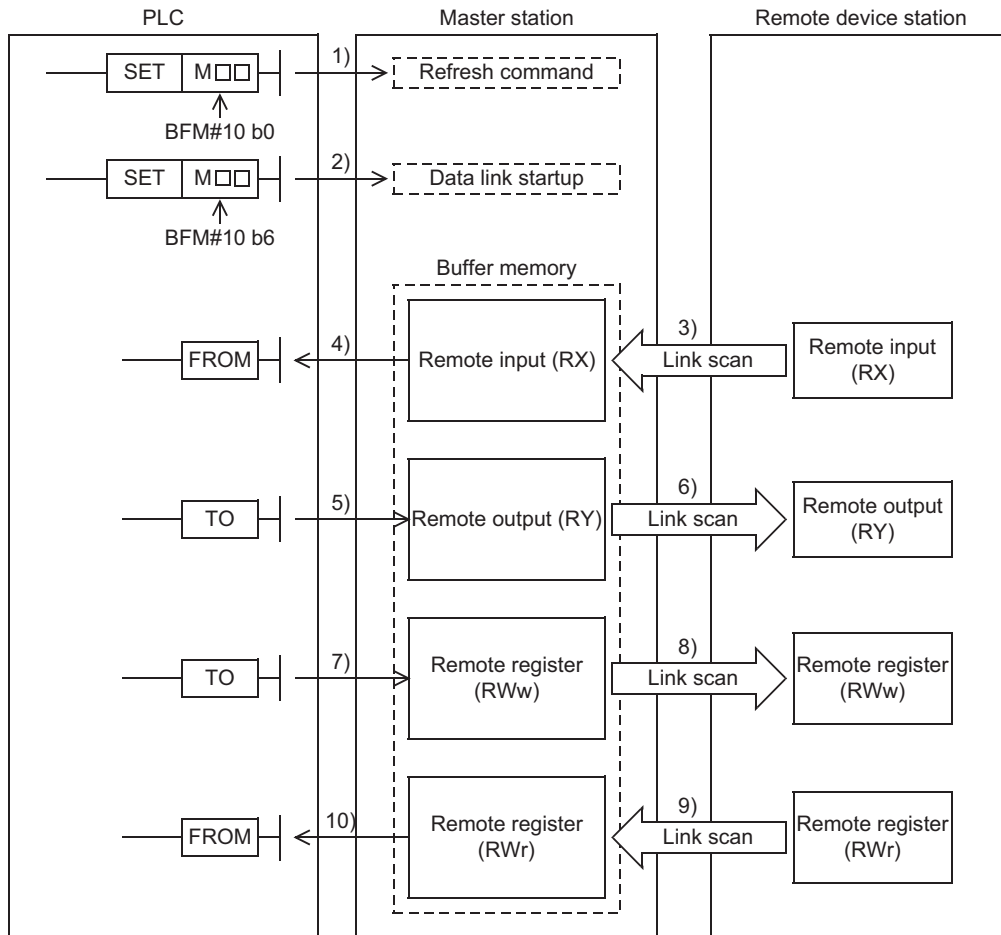 PLC
Master station
Remote device station
SET M□□
1)
Refresh command
BFM#10 b0
SET M□□
2)
Data link startup
BFM#10 b6
Buffer memory
FROM
4)
Remote input (RX)
3)
Link scan
Remote input
(RX)
TO
5)
Remote output (RY)
6)
Link scan
Remote output
(RY)
TO
7)
Remote register
(RWw)
8)
Link scan
Remote register
(RWw)
FROM
10)
Remote register
(RWr)
9)
Link scan
Remote register
(RWr)